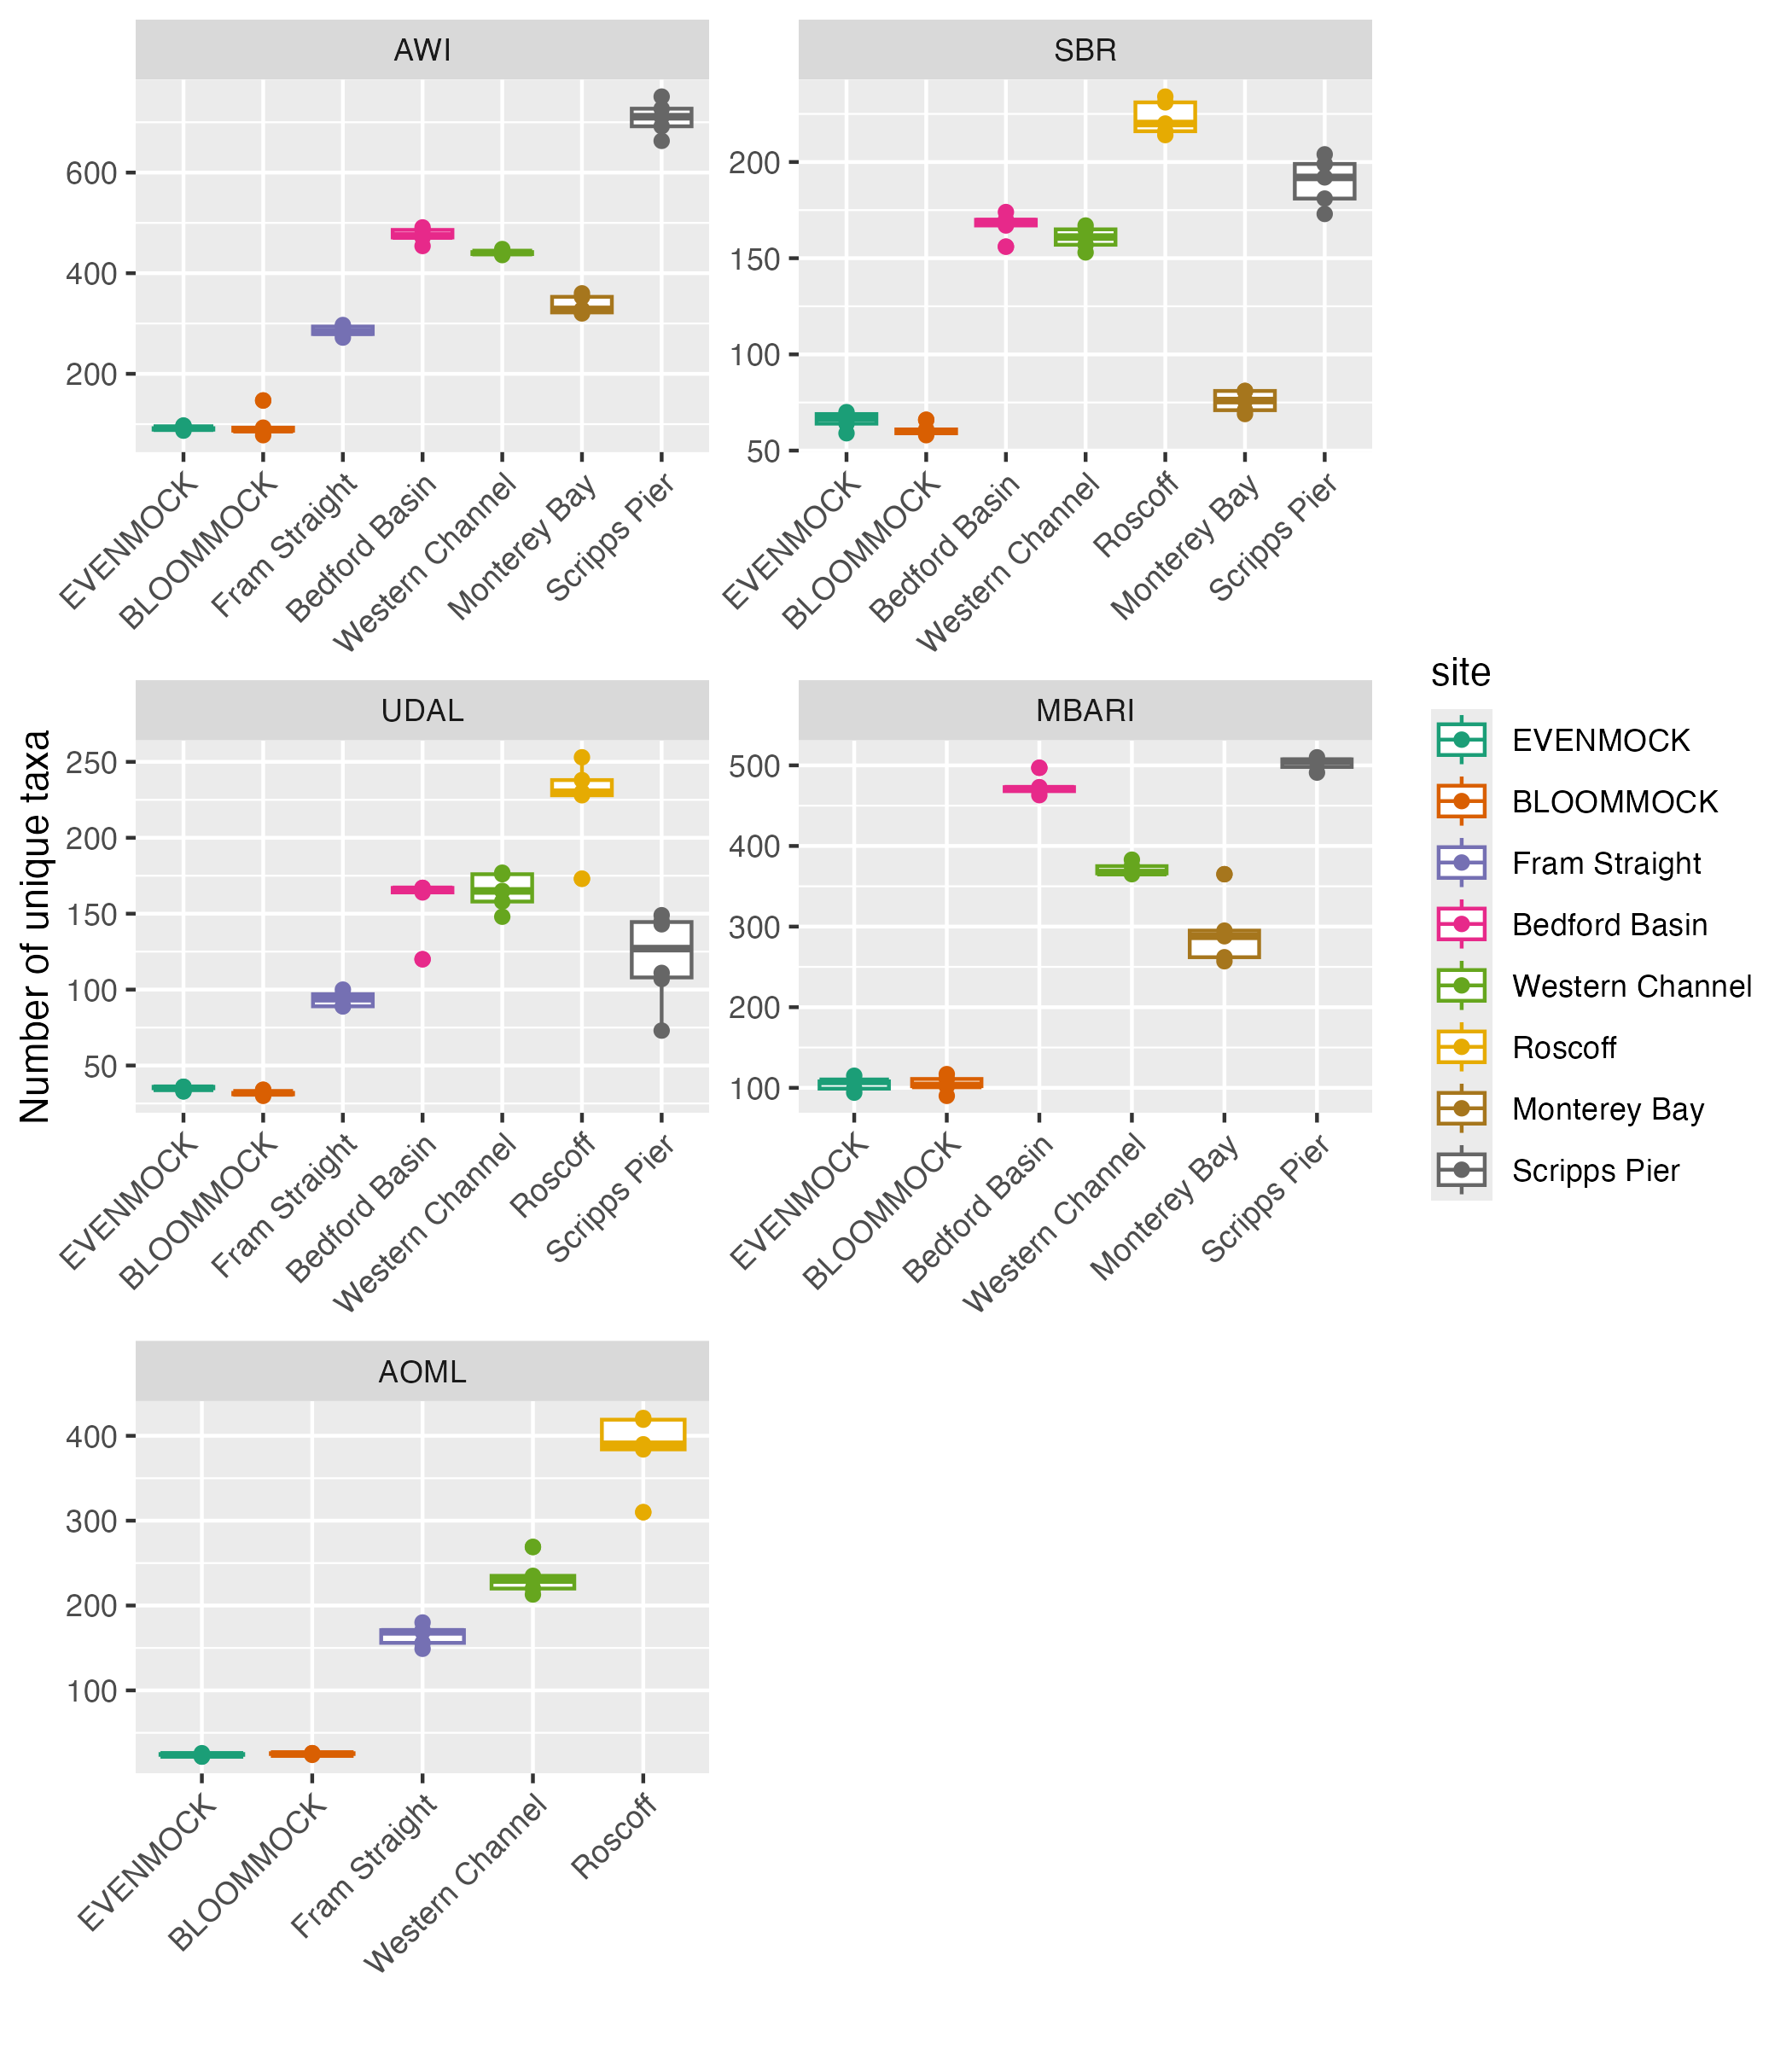 AWI
600
400
200
EVENMOCK
BLOOMMOCK
Fram Straight
Bedford Basin
Western Channel
Monterey Bay
Scripps Pier
SBR
200
150
100
50
EVENMOCK
BLOOMMOCK
Bedford Basin
Western Channel
Roscoff
Monterey Bay
Scripps Pier
Number of unique taxa
UDAL
250
200
150
100
50
EVENMOCK
BLOOMMOCK
Fram Straight
Bedford Basin
Western Channel
Roscoff
Scripps Pier
MBARI
500
400
300
200
100
EVENMOCK
BLOOMMOCK
Bedford Basin
Western Channel
Monterey Bay
Scripps Pier
AOML
400
300
200
100
EVENMOCK
BLOOMMOCK
Fram Straight
Western Channel
Roscoff
site
EVENMOCK
BLOOMMOCK
Fram Straight
Bedford Basin
Western Channel
Roscoff
Monterey Bay
Scripps Pier